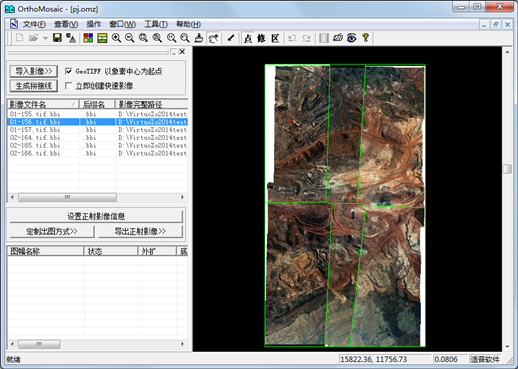 OrthoMosaic - [pj.omz]
文件(F) 查看(V) 操作 窗口(W) 工具(T) 帮助(H)
点 修 区
导入影像>> GeoTIFF 以象素中心为起点
生成拼接线 立即创建快速影像
影像文件名 后缀名 影像完整路径
01-155.tif.bbi .bbi D:\VirtuoZo2014test
01-156.tif.bbi .bbi D:\VirtuoZo2014test
01-157.tif.bbi .bbi D:\VirtuoZo2014test
02-164.tif.bbi .bbi D:\VirtuoZo2014test
02-165.tif.bbi .bbi D:\VirtuoZo2014test
02-166.tif.bbi .bbi D:\VirtuoZo2014test
设置正射影像信息
定制出图方式>> 导出正射影像>>
图幅名称 状态 外扩 底
就绪 15822.36, 11756.73 0.0806 适普软件